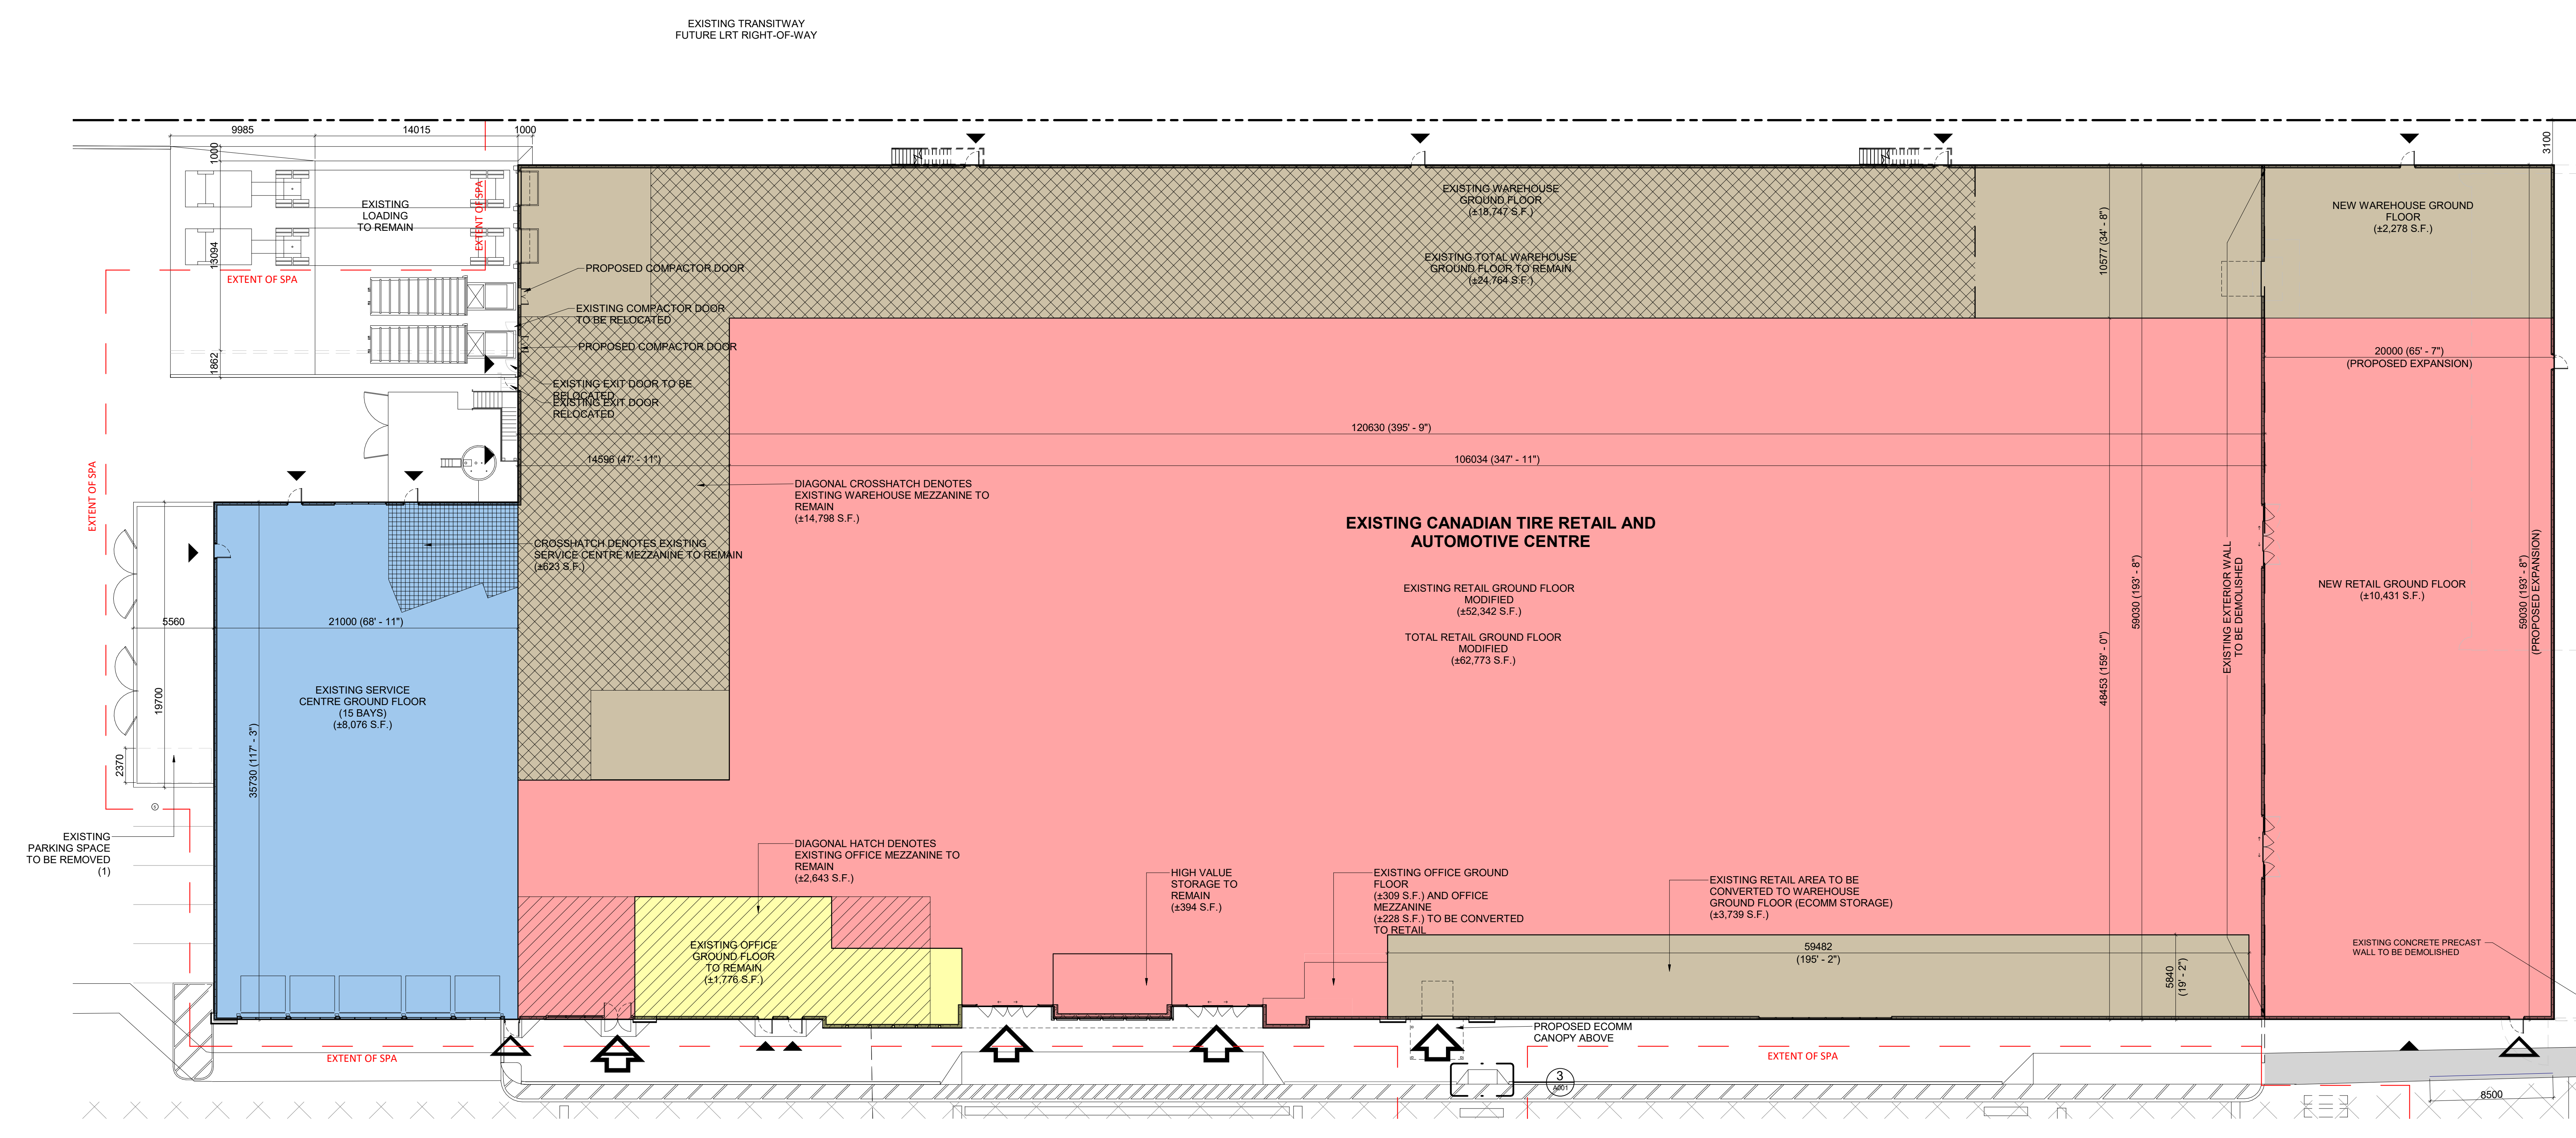 EXISTING TRANSITWAY
FUTURE LRT RIGHT-OF-WAY
9985
14015
1000
1000
3100
EXISTING
LOADING
TO REMAIN
EXTENT OF SPA
13094
EXTENT OF SPA
1862
EXISTING WAREHOUSE
GROUND FLOOR
(±18,747 S.F.)
EXISTING TOTAL WAREHOUSE
GROUND FLOOR TO REMAIN
(±24,764 S.F.)
10577 (34' - 8")
NEW WAREHOUSE GROUND
FLOOR
(±2,278 S.F.)
PROPOSED COMPACTOR DOOR
EXISTING COMPACTOR DOOR
TO BE RELOCATED
PROPOSED COMPACTOR DOOR
EXISTING EXIT DOOR TO BE
RELOCATED
EXISTING EXIT DOOR
RELOCATED
20000 (65' - 7")
(PROPOSED EXPANSION)
120630 (395' - 9")
14596 (47' - 11")
106034 (347' - 11")
EXTENT OF SPA
DIAGONAL CROSSHATCH DENOTES
EXISTING WAREHOUSE MEZZANINE TO
REMAIN
(±14,798 S.F.)
EXISTING CANADIAN TIRE RETAIL AND
AUTOMOTIVE CENTRE
CROSSHATCH DENOTES EXISTING
SERVICE CENTRE MEZZANINE TO REMAIN
(±623 S.F.)
EXISTING RETAIL GROUND FLOOR
MODIFIED
(±52,342 S.F.)
TOTAL RETAIL GROUND FLOOR
MODIFIED
(±62,773 S.F.)
48453 (159' - 0")
59030 (193' - 8")
EXISTING EXTERIOR WALL
TO BE DEMOLISHED
NEW RETAIL GROUND FLOOR
(±10,431 S.F.)
59030 (193' - 8")
(PROPOSED EXPANSION)
5560
21000 (68' - 11")
19700
2370
EXISTING SERVICE
CENTRE GROUND FLOOR
(15 BAYS)
(±8,076 S.F.)
35730 (117' - 3")
EXISTING
PARKING SPACE
TO BE REMOVED
(1)
DIAGONAL HATCH DENOTES
EXISTING OFFICE MEZZANINE TO
REMAIN
(±2,643 S.F.)
HIGH VALUE
STORAGE TO
REMAIN
(±394 S.F.)
EXISTING OFFICE GROUND
FLOOR
(±309 S.F.) AND OFFICE
MEZZANINE
(±228 S.F.) TO BE CONVERTED
TO RETAIL
EXISTING RETAIL AREA TO BE
CONVERTED TO WAREHOUSE
GROUND FLOOR (ECOMM STORAGE)
(±3,739 S.F.)
EXISTING OFFICE
GROUND FLOOR
TO REMAIN
(±1,776 S.F.)
59482
(195' - 2")
5840
(19' - 2")
EXISTING CONCRETE PRECAST
WALL TO BE DEMOLISHED
PROPOSED ECOMM
CANOPY ABOVE
EXTENT OF SPA
EXTENT OF SPA
3
A001
8500